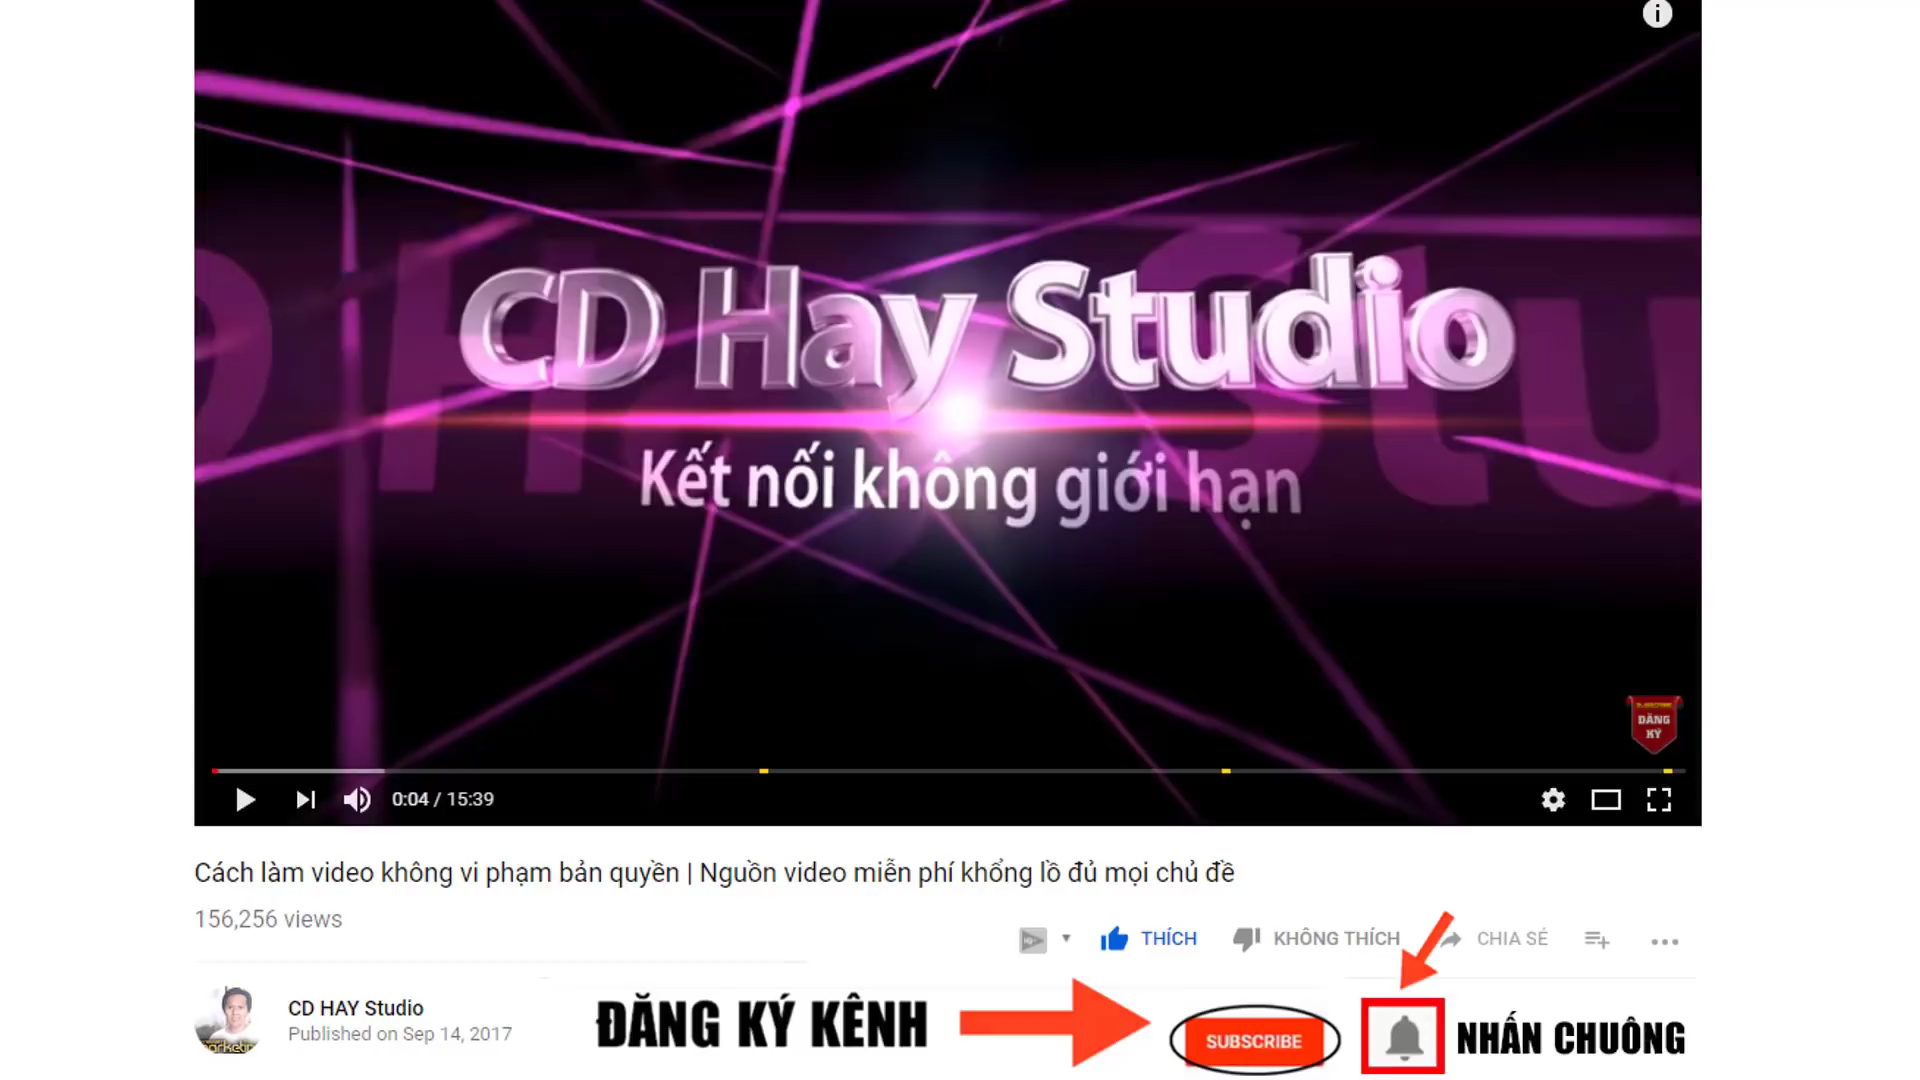 CD Hay Studio
Kết nối không giới hạn
SUBSCRIBE
ĐĂNG
KÝ
0:04 / 15:39
Cách làm video không vi phạm bản quyền | Nguồn video miễn phí khổng lồ đủ mọi chủ đề
156,256 views
THÍCH
KHÔNG THÍCH
CHIA SẺ
CD HAY Studio
Published on Sep 14, 2017
ĐĂNG KÝ KÊNH
SUBSCRIBE
NHẤN CHUÔNG